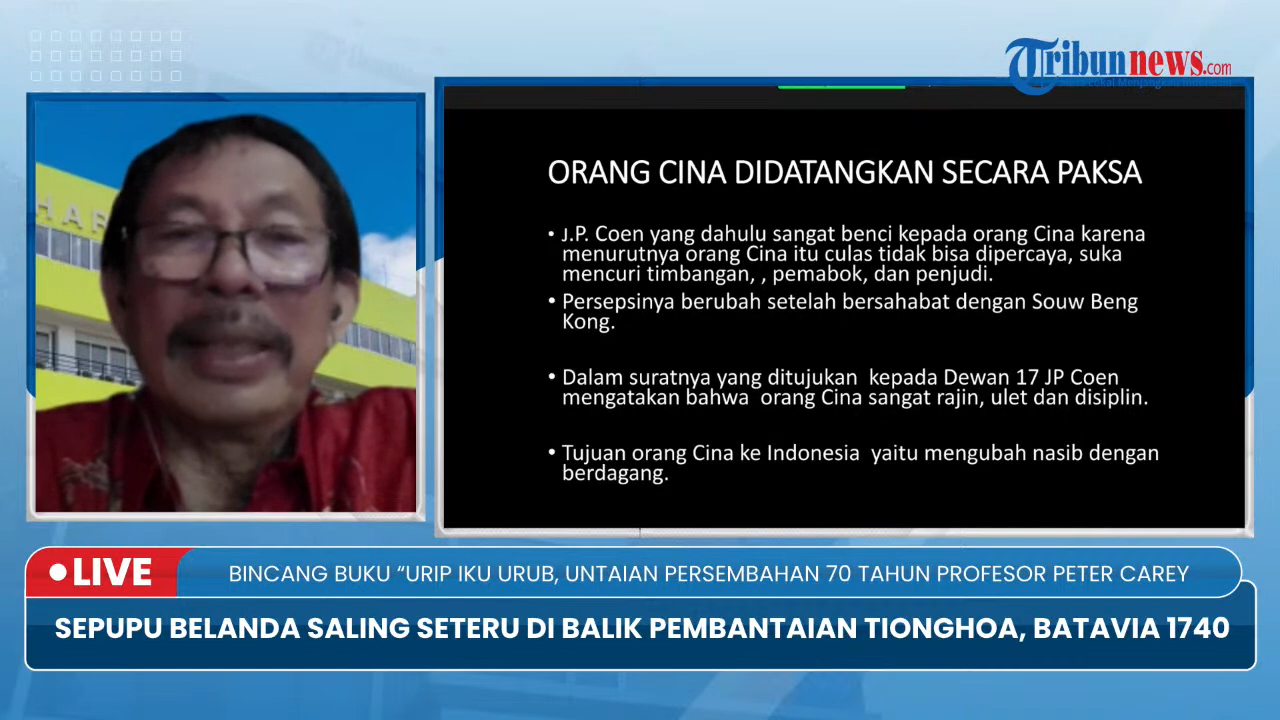 Tribunnews.com
HAR
ORANG CINA DIDATANGKAN SECARA PAKSA
• J.P. Coen yang dahulu sangat benci kepada orang Cina karena
menurutnya orang Cina itu culas tidak bisa dipercaya, suka
mencuri timbangan, , pemabok, dan penjudi.
• Persepsinya berubah setelah bersahabat dengan Souw Beng
Kong.
• Dalam suratnya yang ditujukan kepada Dewan 17 JP Coen
mengatakan bahwa orang Cina sangat rajin, ulet dan disiplin.
• Tujuan orang Cina ke Indonesia yaitu mengubah nasib dengan
berdagang.
LIVE
BINCANG BUKU “URIP IKU URUB, UNTAIAN PERSEMBAHAN 70 TAHUN PROFESOR PETER CAREY
SEPUPU BELANDA SALING SETERU DI BALIK PEMBANTAIAN TIONGHOA, BATAVIA 1740